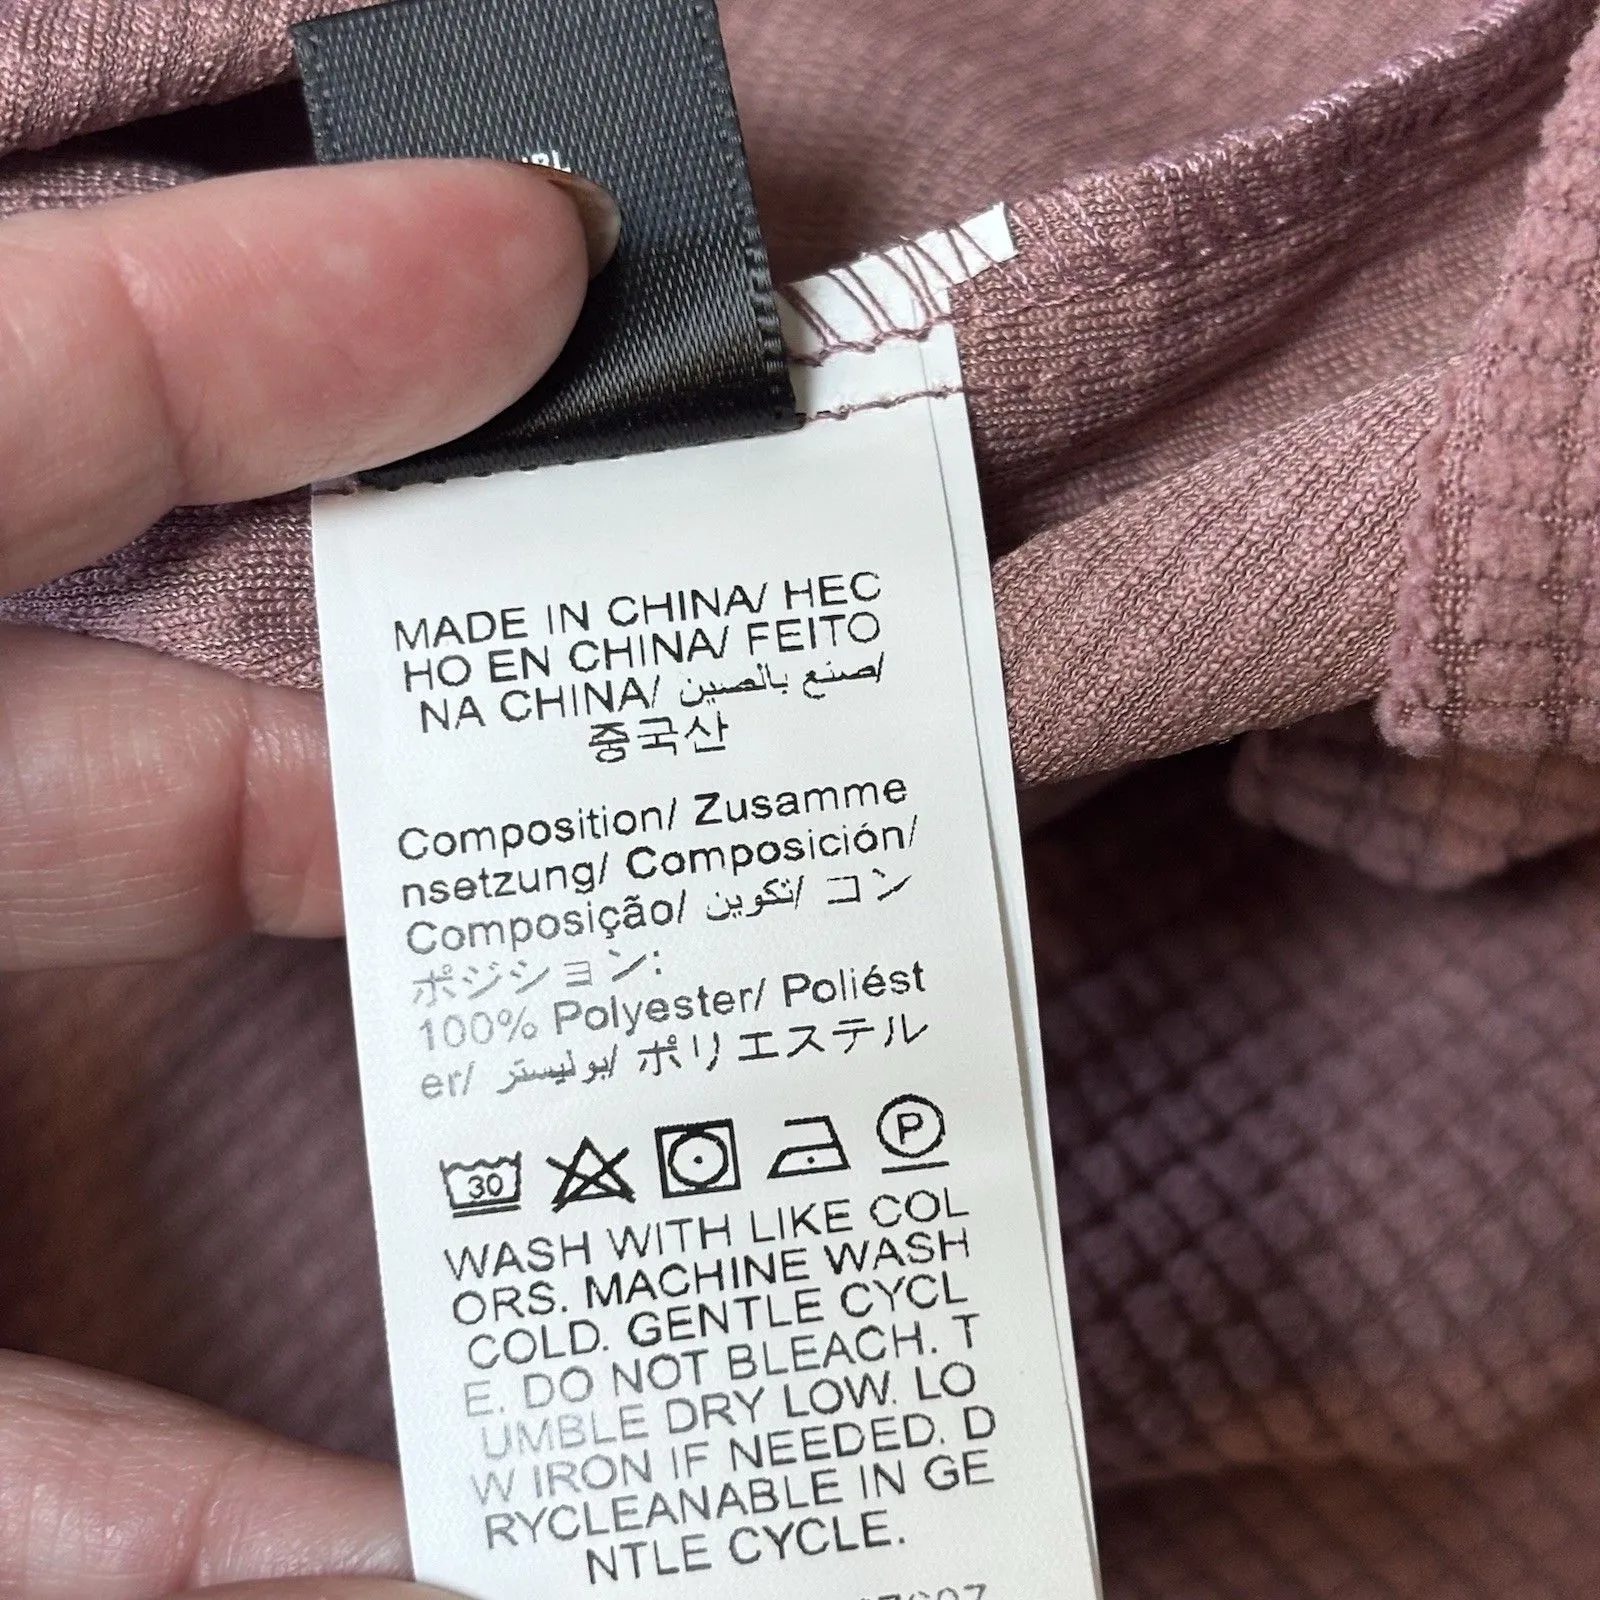 MADE IN CHINA/ HEC
HO EN CHINA/ FEITO
NA CHINA/ صنع بالصين/
중국산
Composition/ Zusamme
nsetzung/ Composición/
Composição/ تكوين/ コン
ポジション:
100% Polyester/ Poliést
er/ بوليستر/ ポリエステル
30
P
WASH WITH LIKE COL
ORS. MACHINE WASH
COLD. GENTLE CYCL
E. DO NOT BLEACH. T
UMBLE DRY LOW. LO
W IRON IF NEEDED. D
RYCLEANABLE IN GE
NTLE CYCLE.